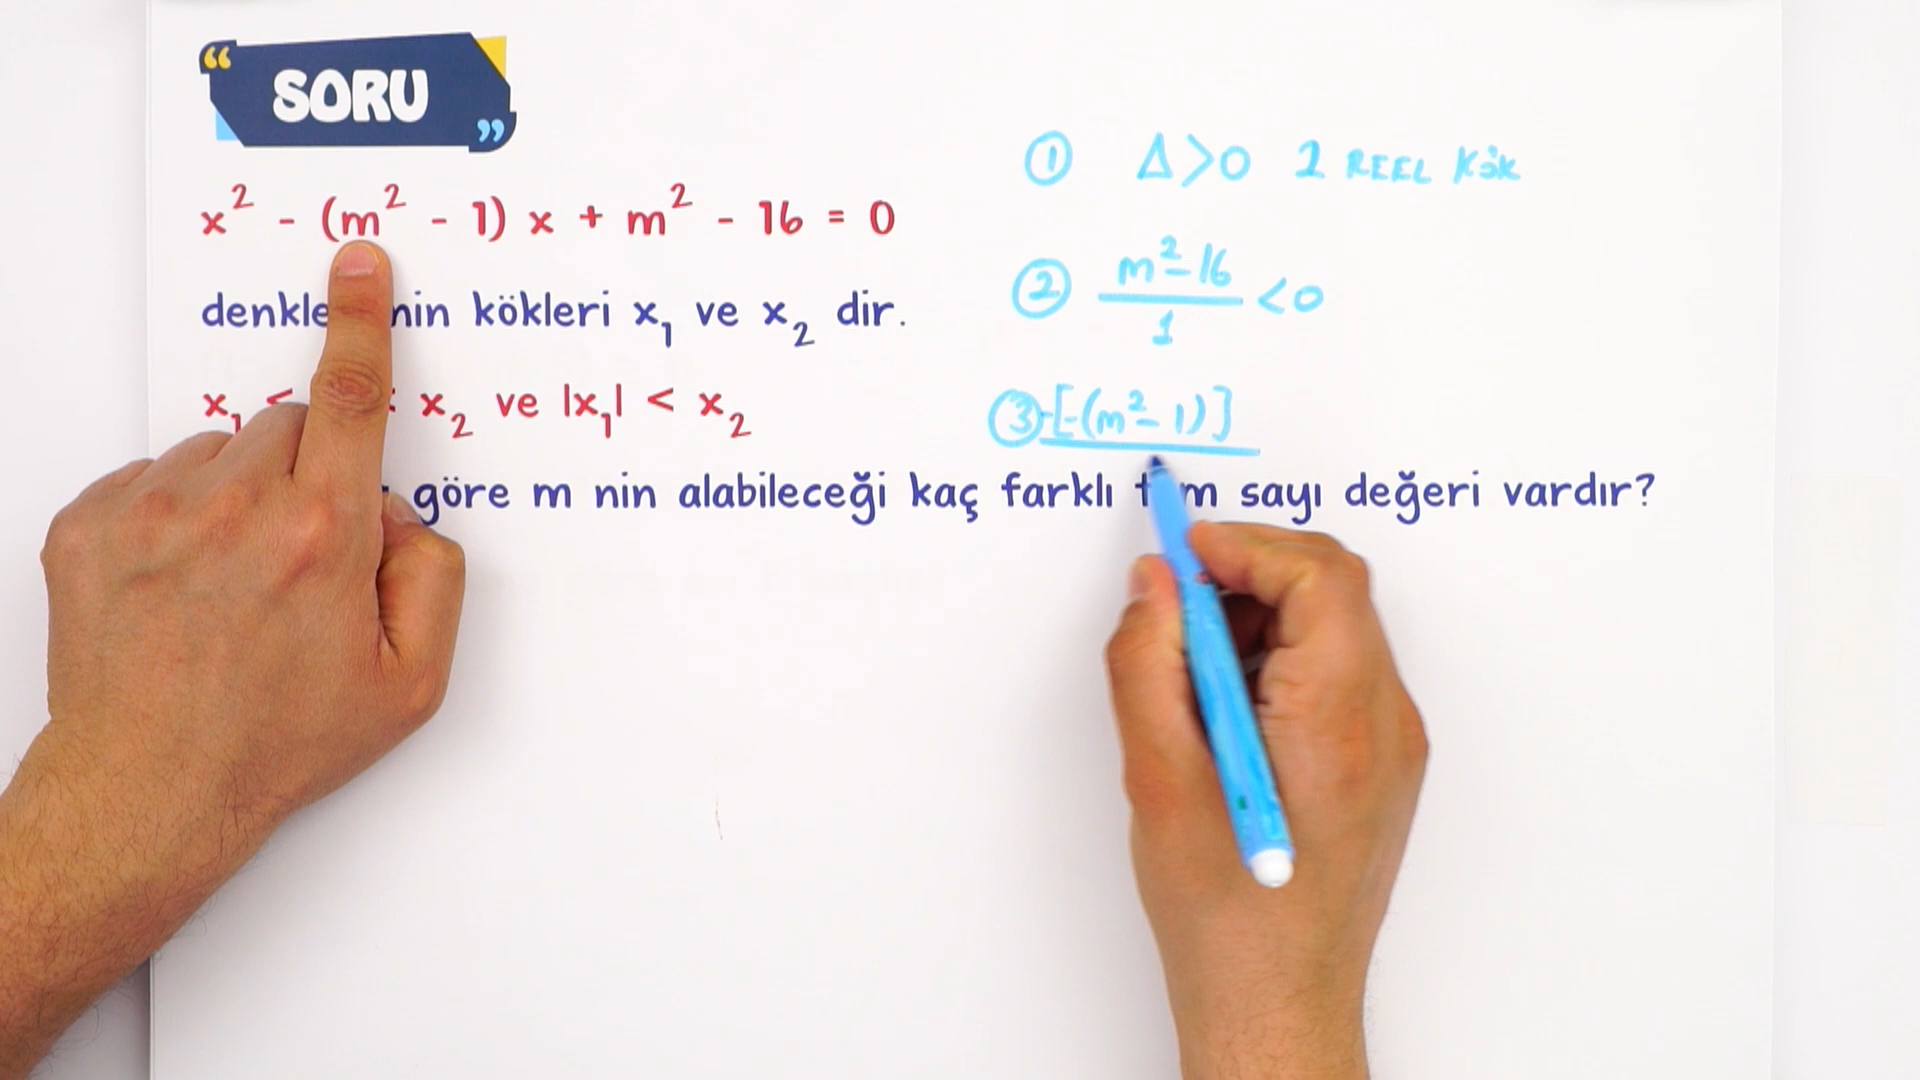 “ SORU ”
x² - (m² - 1) x + m² - 16 = 0
kökleri x₁ ve x₂ dir.
x₁ < x₂ ve |x₁| < x₂
göre m nin alabileceği kaç farklı sayı değeri vardır?
① Δ>0 2 REEL KÖK
② m²-16
1
<0
③ -[-(m²-1)]